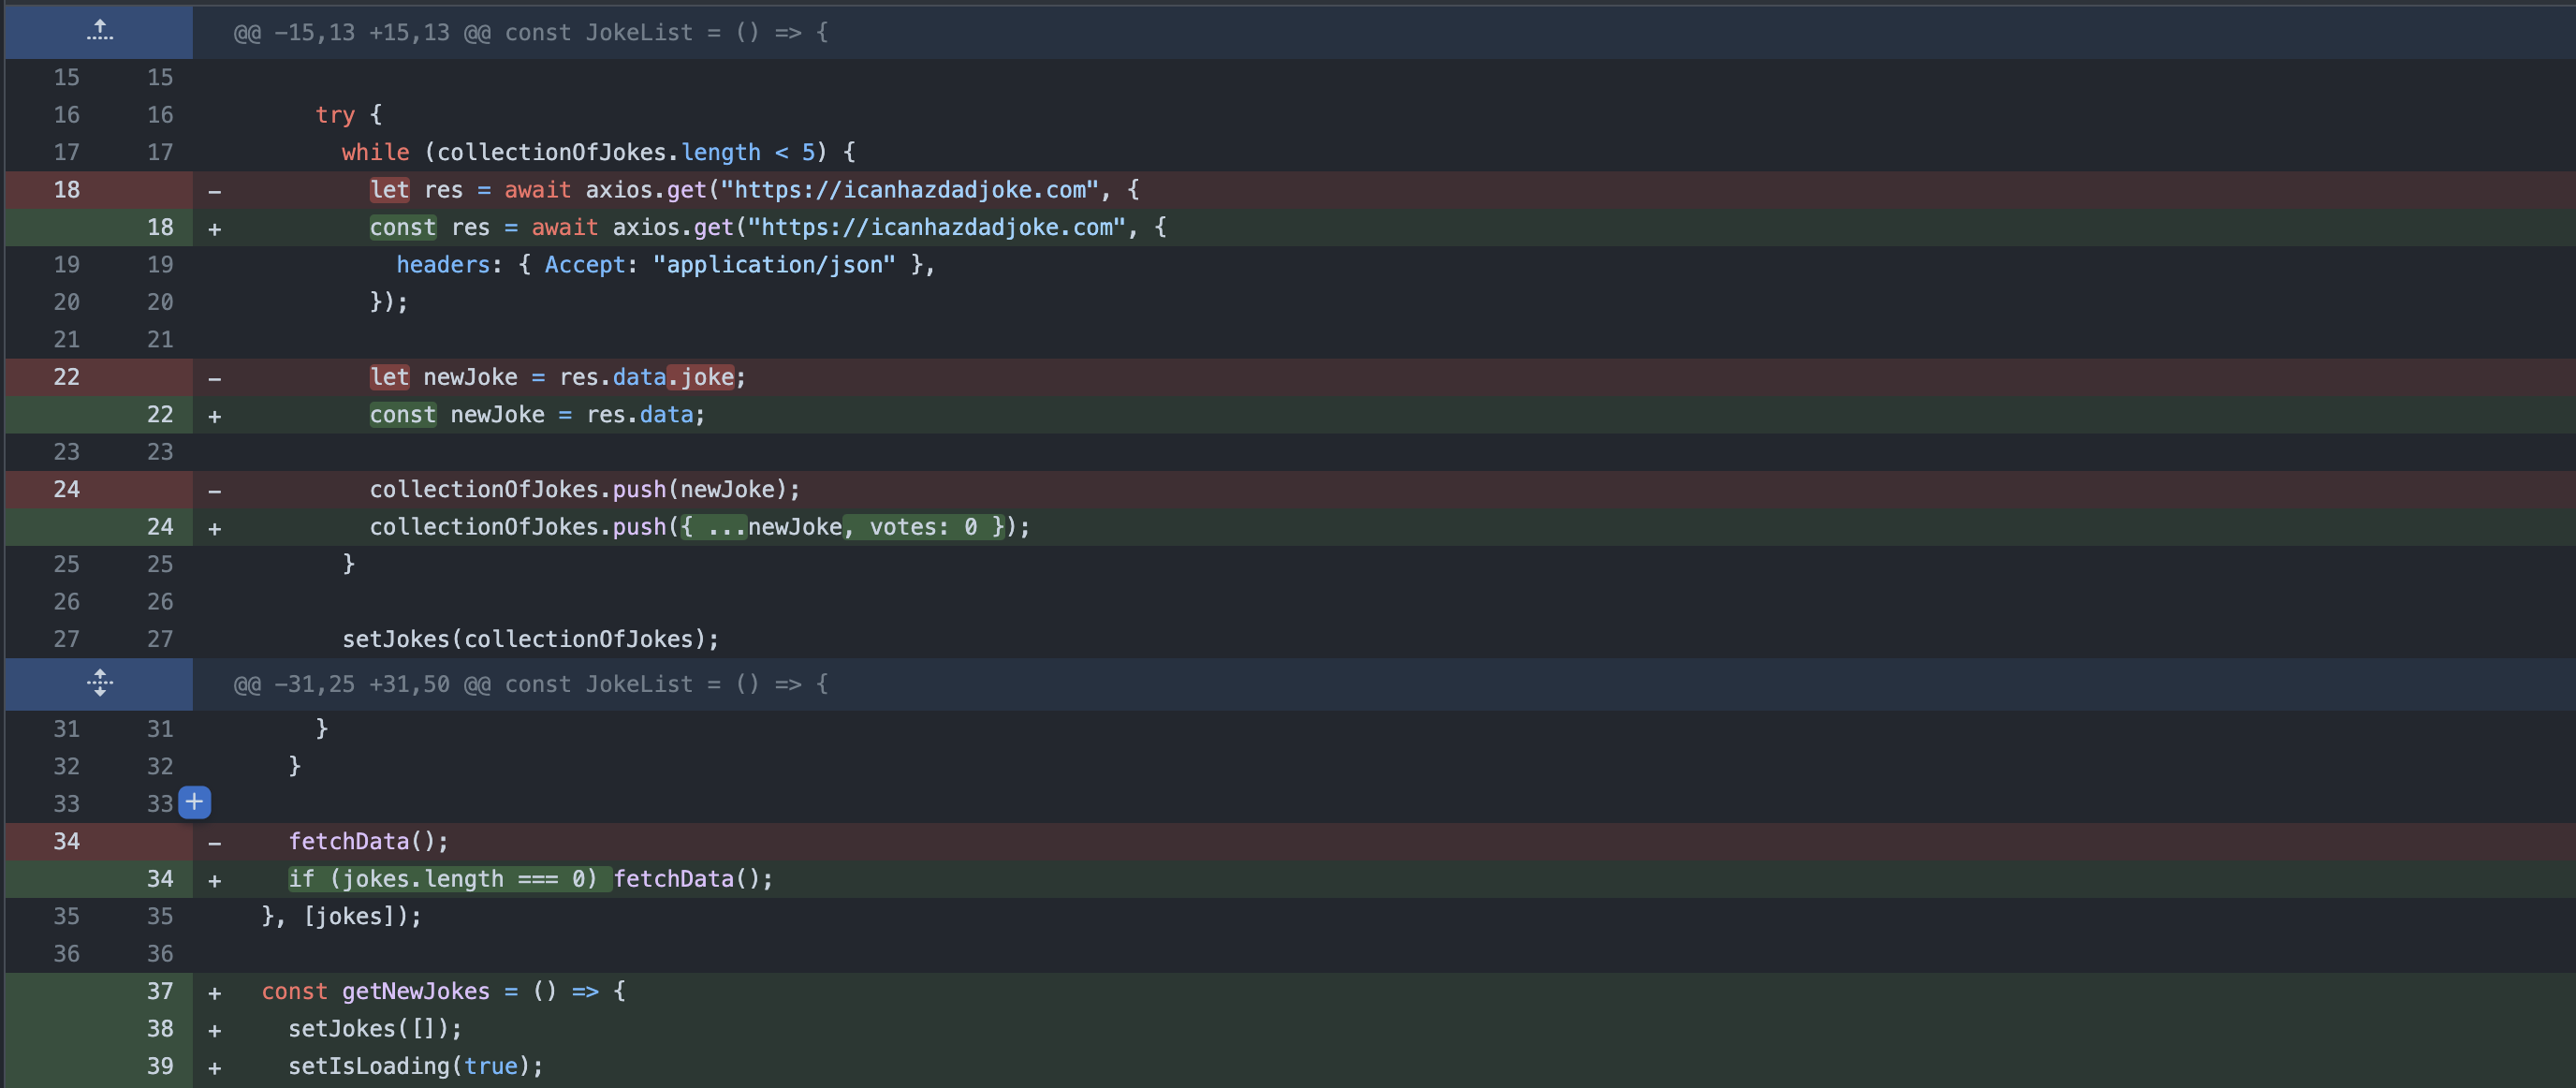 @@ -15,13 +15,13 @@ const JokeList = () => {
15 15
16 16 try {
17 17 while (collectionOfJokes.length < 5) {
18 - let res = await axios.get("https://icanhazdadjoke.com", {
18 + const res = await axios.get("https://icanhazdadjoke.com", {
19 19 headers: { Accept: "application/json" },
20 20 });
21 21
22 - let newJoke = res.data.joke;
22 + const newJoke = res.data;
23 23
24 - collectionOfJokes.push(newJoke);
24 + collectionOfJokes.push({ ...newJoke, votes: 0 });
25 25 }
26 26
27 27 setJokes(collectionOfJokes);
@@ -31,25 +31,50 @@ const JokeList = () => {
31 31 }
32 32 }
33 33 +
34 - fetchData();
34 + if (jokes.length === 0) fetchData();
35 35 }, [jokes]);
36 36
37 + const getNewJokes = () => {
38 + setJokes([]);
39 + setIsLoading(true);